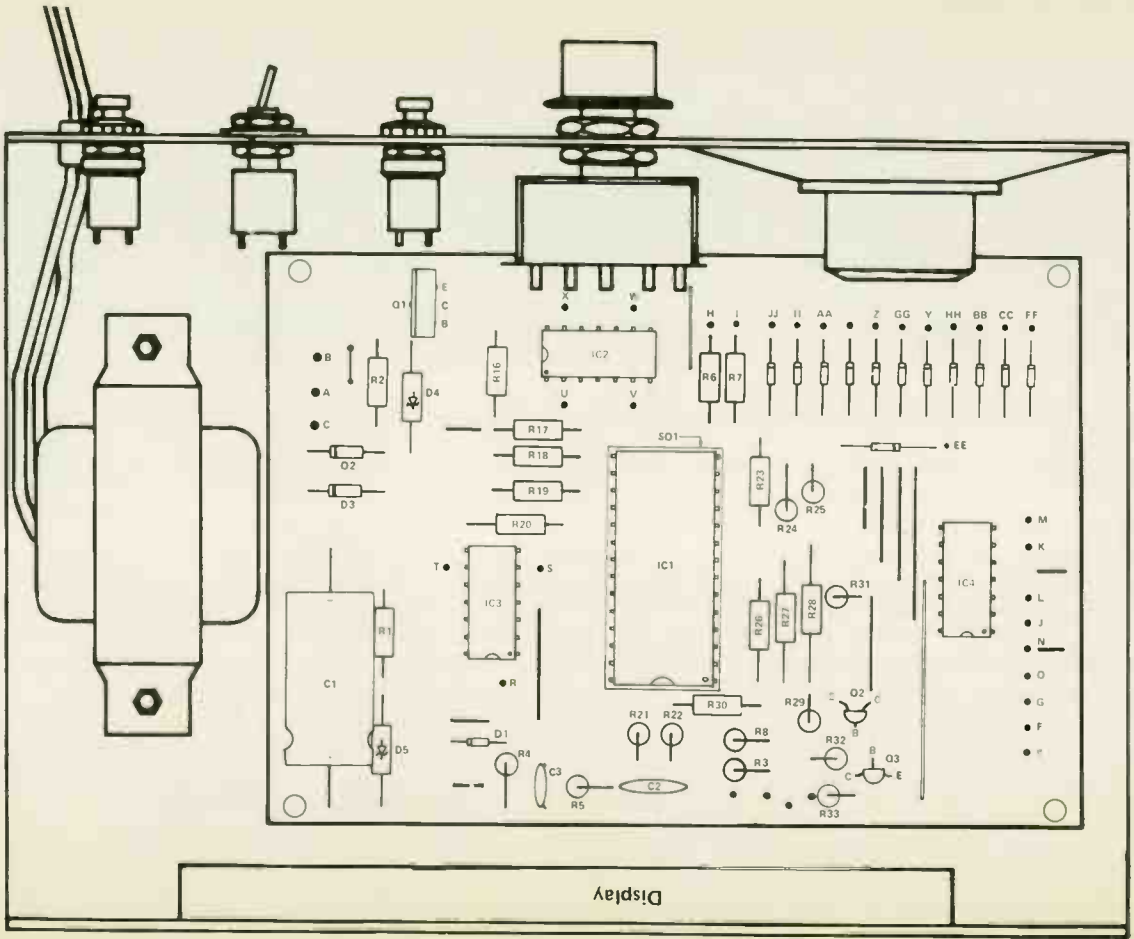 E
Q1 C
B
X W
H I JJ II AA Z GG Y HH BB CC FF
IC2
B
A
C
R2
D4
R16
R6 R7
U V
R17
SO1
R18
EE
O2
R23
R19
D3
R25
R24
R20
M
K
T
S
IC1
IC3
IC4
R31
L
R1
R26 R27 R28
J
N
C1
R
O
R30
R29
O2
C
G
B
R21 R22
F
D1
R8
R32
B
Q3
D5
R4
C3
R3
C E
R5
C2
R33
Display